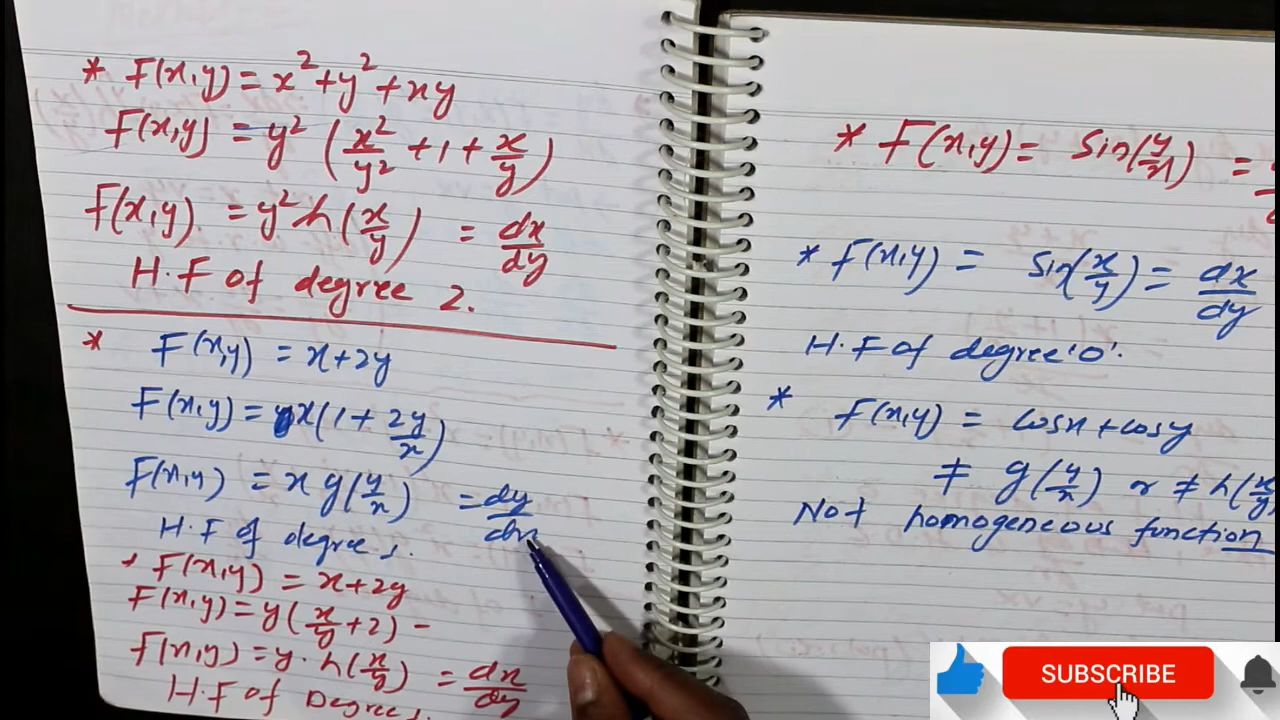 * F(x,y) = x² + y² + xy
F(x,y) = y² (x²/y² + 1 + x/y)
F(x,y) = y² h(x/y) = dx/dy
H.F of degree 2.
* F(x,y) = x + 2y
F(x,y) = x(1 + 2y/x)
F(x,y) = x g(y/x) = dy/dx
H.F of degree 1.
* F(x,y) = x + 2y
F(x,y) = y(x/y + 2) -
F(x,y) = y . h(x/y) = dx/dy
H.F of Degree 1.
* F(x,y) = Sin(y/x) =
* F(x,y) = Sin(x/y) = dx/dy
H.F of degree '0'.
* F(x,y) = Cosx + Cosy
≠ g(y/x) r ≠ h(x/y)
Not homogeneous function
SUBSCRIBE